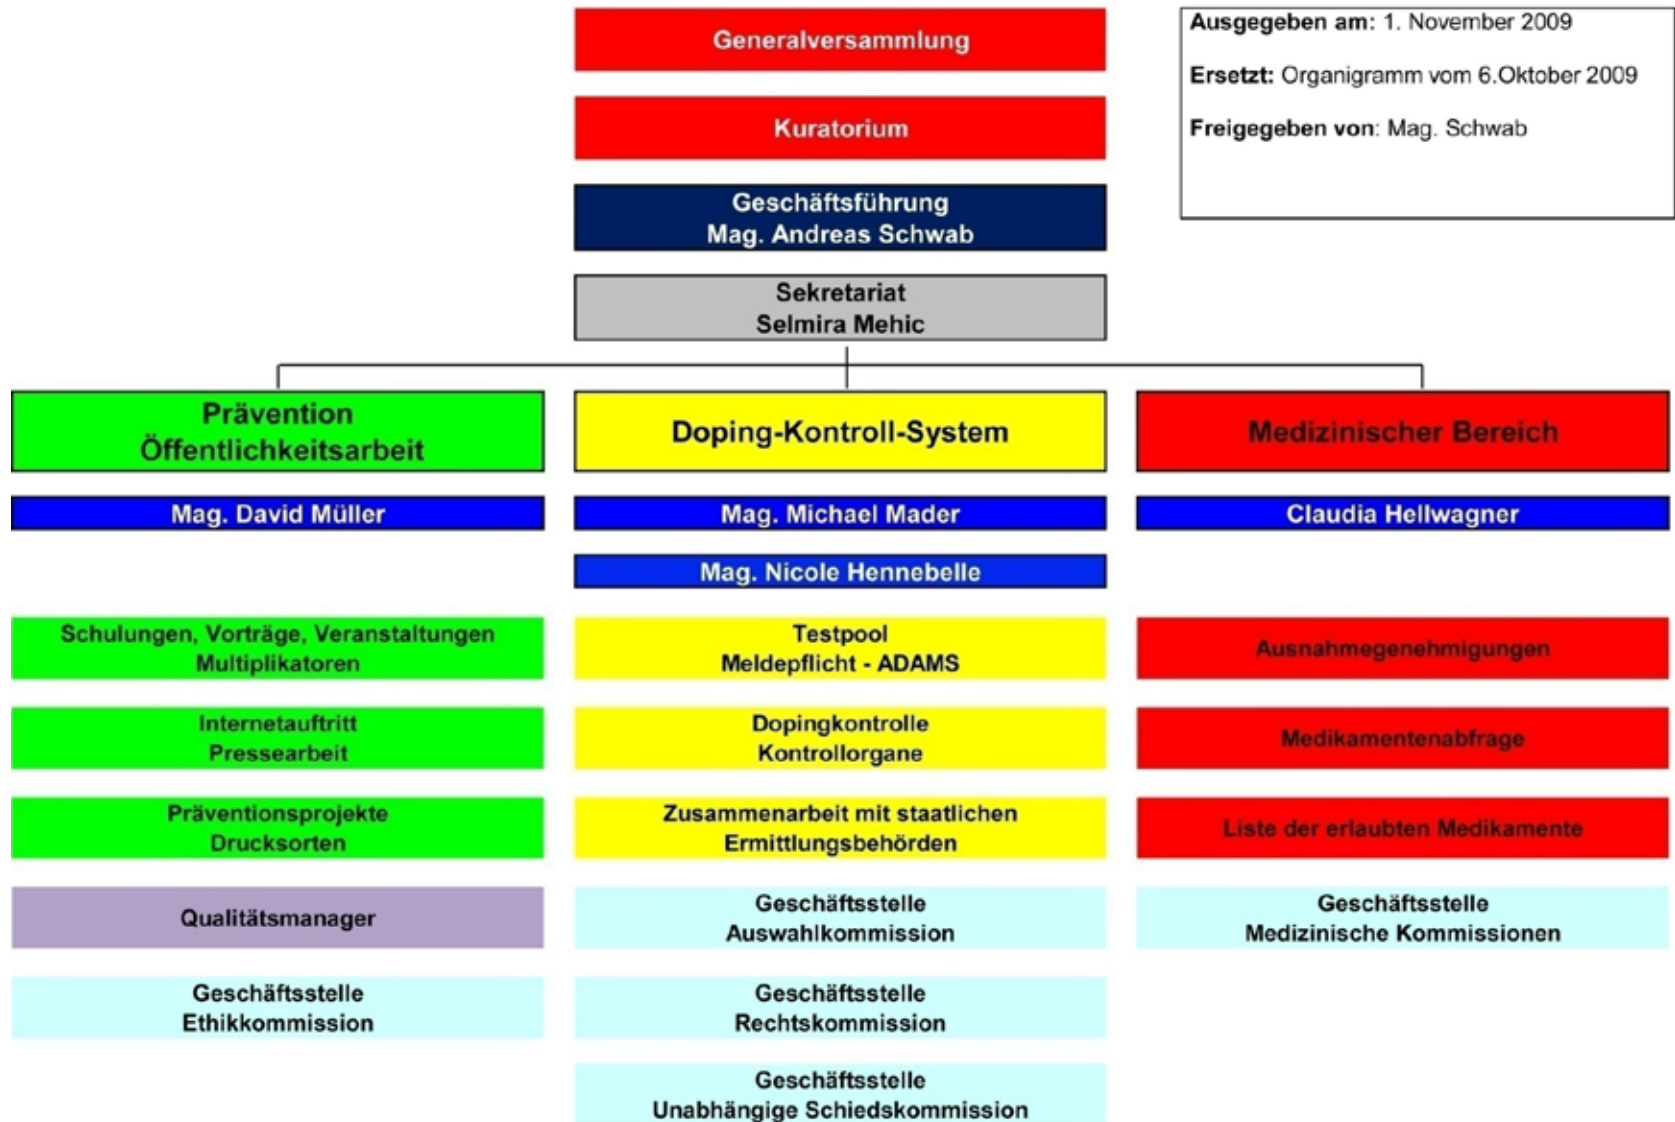 Generalversammlung
Kuratorium
Geschäftsführung
Mag. Andreas Schwab
Sekretariat
Selmira Mehic
Ausgegeben am: 1. November 2009
Ersetzt: Organigramm vom 6.Oktober 2009
Freigegeben von: Mag. Schwab
Prävention
Öffentlichkeitsarbeit
Mag. David Müller
Schulungen, Vorträge, Veranstaltungen
Multiplikatoren
Internetauftritt
Pressearbeit
Präventionsprojekte
Drucksorten
Qualitätsmanager
Geschäftsstelle
Ethikkommission
Doping-Kontroll-System
Mag. Michael Mader
Mag. Nicole Hennebelle
Testpool
Meldepflicht - ADAMS
Dopingkontrolle
Kontrollorgane
Zusammenarbeit mit staatlichen
Ermittlungsbehörden
Geschäftsstelle
Auswahlkommission
Geschäftsstelle
Rechtskommission
Geschäftsstelle
Unabhängige Schiedskommission
Medizinischer Bereich
Claudia Hellwagner
Ausnahmegenehmigungen
Medikamentenabfrage
Liste der erlaubten Medikamente
Geschäftsstelle
Medizinische Kommissionen